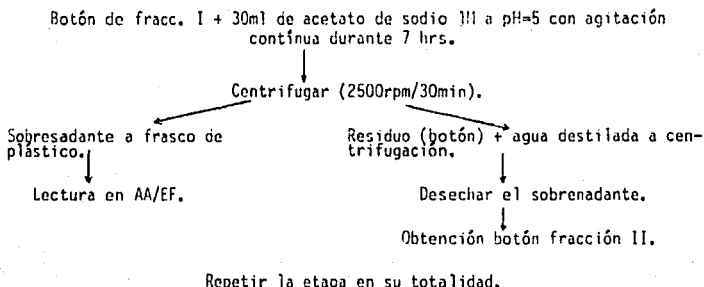 Botón de fracc. I + 30ml de acetato de sodio 1M a pH=5 con agitación
contínua durante 7 hrs.
Centrifugar (2500rpm/30min).
Sobresadante a frasco de
plástico.
Residuo (botón) + agua destilada a cen-
trifugación.
Lectura en AA/EF.
Desechar el sobrenadante.
Obtención botón fracción II.
Repetir la etapa en su totalidad.